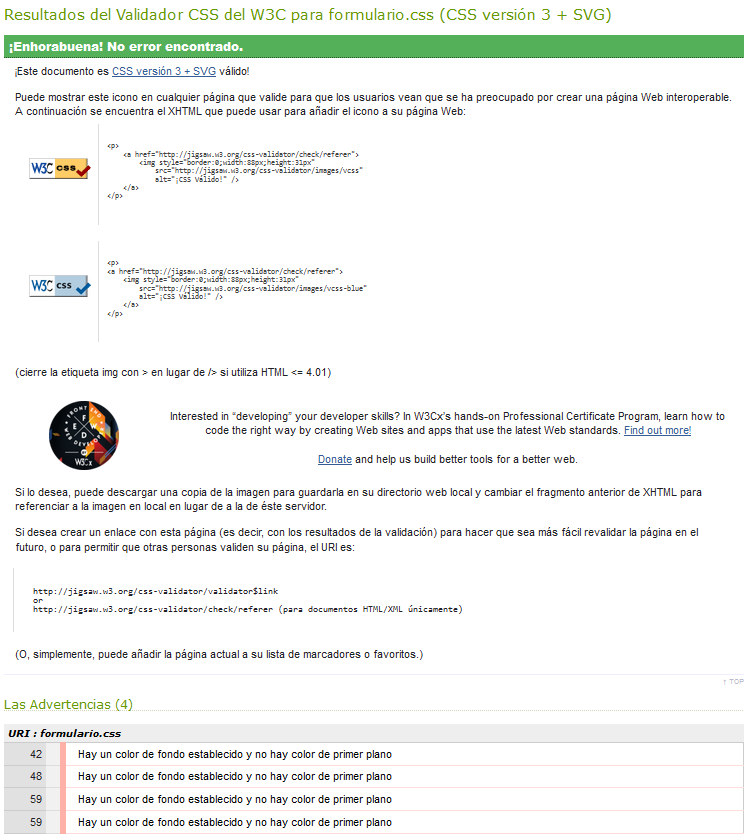 Resultados del Validador CSS del W3C para formulario.css (CSS versión 3 + SVG)
¡Enhorabuena! No error encontrado.
¡Este documento es CSS versión 3 + SVG válido!
Puede mostrar este icono en cualquier página que valide para que los usuarios vean que se ha preocupado por crear una página Web interoperable.
A continuación se encuentra el XHTML que puede usar para añadir el icono a su página Web:
W3C css
<p>
<a href="http://jigsaw.w3.org/css-validator/check/referer">
<img style="border:0;width:88px;height:31px"
src="http://jigsaw.w3.org/css-validator/images/vcss"
alt="¡CSS Válido!" />
</a>
</p>
W3C css
<p>
<a href="http://jigsaw.w3.org/css-validator/check/referer">
<img style="border:0;width:88px;height:31px"
src="http://jigsaw.w3.org/css-validator/images/vcss-blue"
alt="¡CSS Válido!" />
</a>
</p>
(cierre la etiqueta img con > en lugar de /> si utiliza HTML <= 4.01)
FRONT END
WEB DEVELOPER
F
E W
D
W3Cx
Interested in “developing” your developer skills? In W3Cx’s hands-on Professional Certificate Program, learn how to
code the right way by creating Web sites and apps that use the latest Web standards. Find out more!
Donate and help us build better tools for a better web.
Si lo desea, puede descargar una copia de la imagen para guardarla en su directorio web local y cambiar el fragmento anterior de XHTML para
referenciar a la imagen en local en lugar de a la de éste servidor.
Si desea crear un enlace con esta página (es decir, con los resultados de la validación) para hacer que sea más fácil revalidar la página en el
futuro, o para permitir que otras personas validen su página, el URI es:
http://jigsaw.w3.org/css-validator/validator$link
or
http://jigsaw.w3.org/css-validator/check/referer (para documentos HTML/XML únicamente)
(O, simplemente, puede añadir la página actual a su lista de marcadores o favoritos.)
↑ TOP
Las Advertencias (4)
URI : formulario.css
42 Hay un color de fondo establecido y no hay color de primer plano
48 Hay un color de fondo establecido y no hay color de primer plano
59 Hay un color de fondo establecido y no hay color de primer plano
59 Hay un color de fondo establecido y no hay color de primer plano